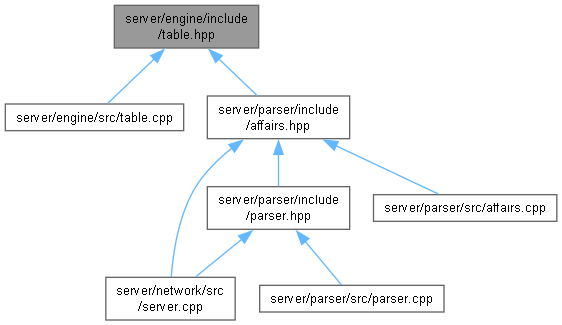 server/engine/include
/table.hpp
server/engine/src/table.cpp
server/parser/include
/affairs.hpp
server/parser/include
/parser.hpp
server/parser/src/affairs.cpp
server/network/src
/server.cpp
server/parser/src/parser.cpp